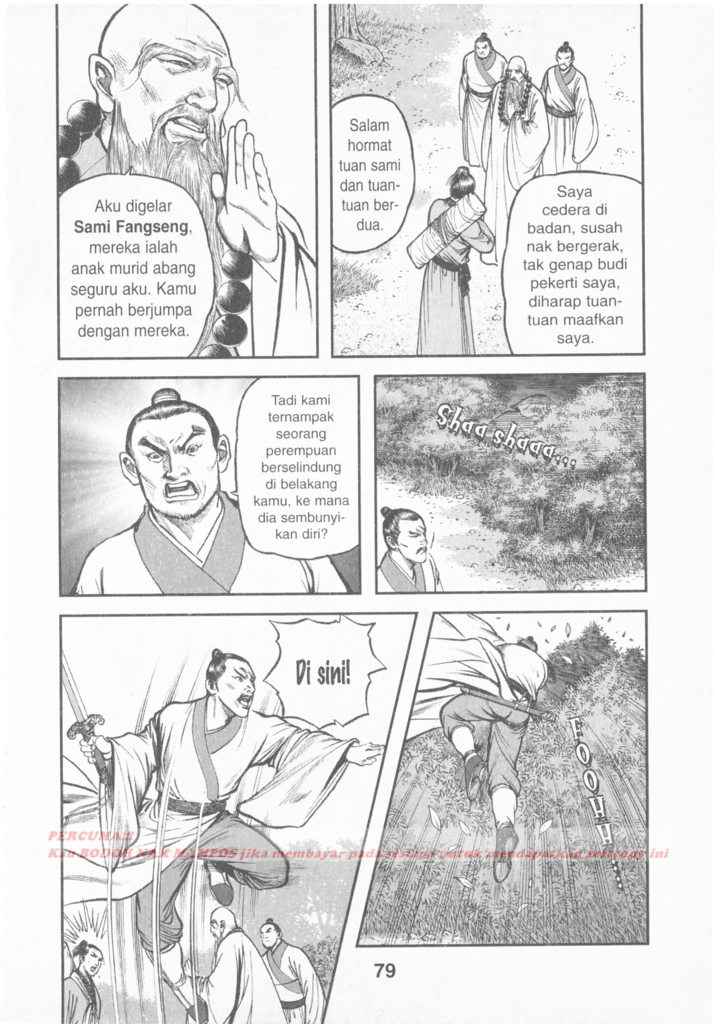 Aku digelar
Sami Fangseng,
mereka ialah
anak murid abang
seguru aku. Kamu
pernah berjumpa
dengan mereka.
Salam
hormat
tuan sami
dan tuan-
tuan ber-
dua.
Saya
cedera di
badan, susah
nak bergerak,
tak genap budi
pekerti saya,
diharap tuan-
tuan maafkan
saya.
Tadi kami
ternampak
seorang
perempuan
berselindung
di belakang
kamu, ke mana
dia sembunyi-
kan diri?
Shaa shaaa...
Di sini!
FOOHH...
PERCUMA!!!
Kau BODOH NAK MAMPOS jika membayar pada sesiapa untuk mendapatkan softcopy ini
79